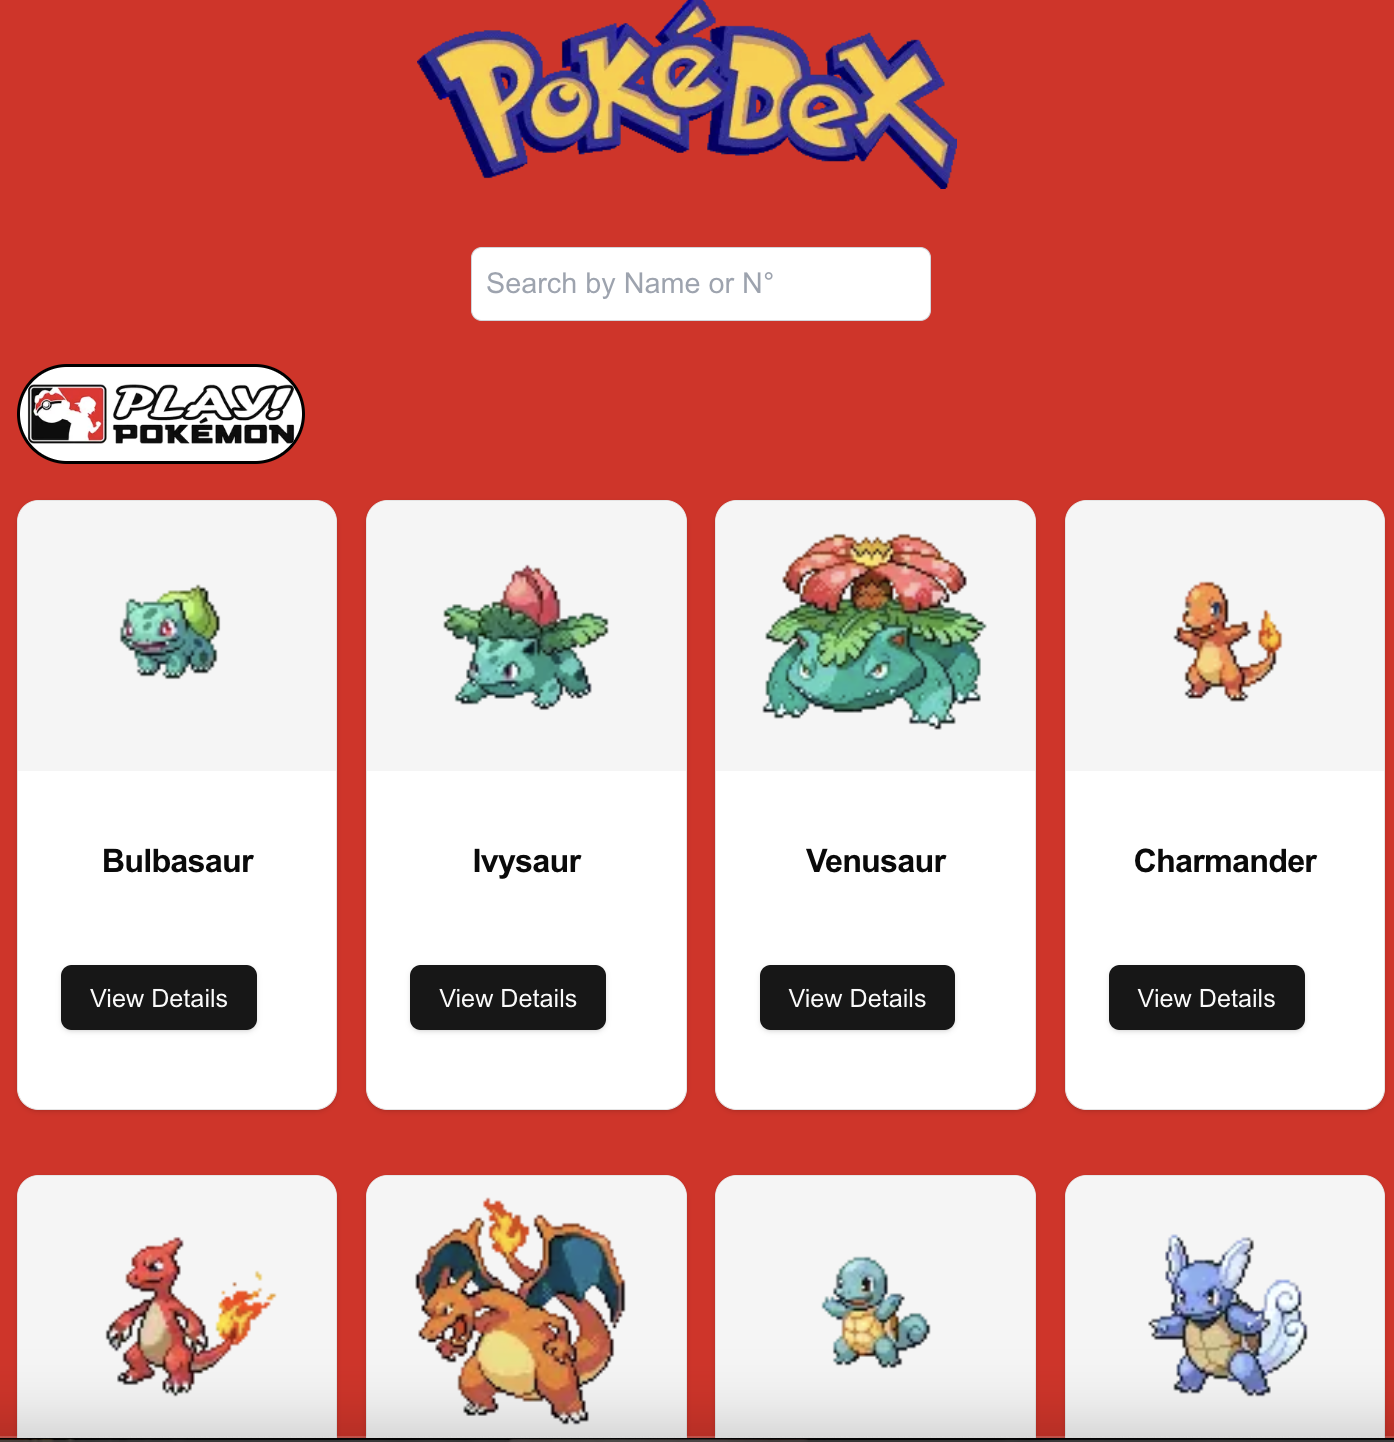 PoKéDex
Search by Name or N°
PLAY!
POKÉMON
Bulbasaur
Ivysaur
Venusaur
Charmander
View Details
View Details
View Details
View Details